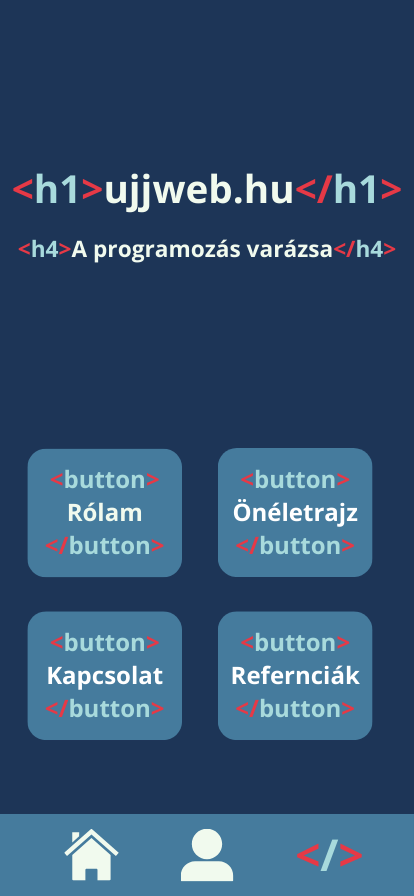 <h1>ujjweb.hu</h1>
<h4>A programozás varázsa</h4>
<button>
Rólam
</button>
<button>
Önéletrajz
</button>
<button>
Kapcsolat
</button>
<button>
Refernciák
</button>
</>